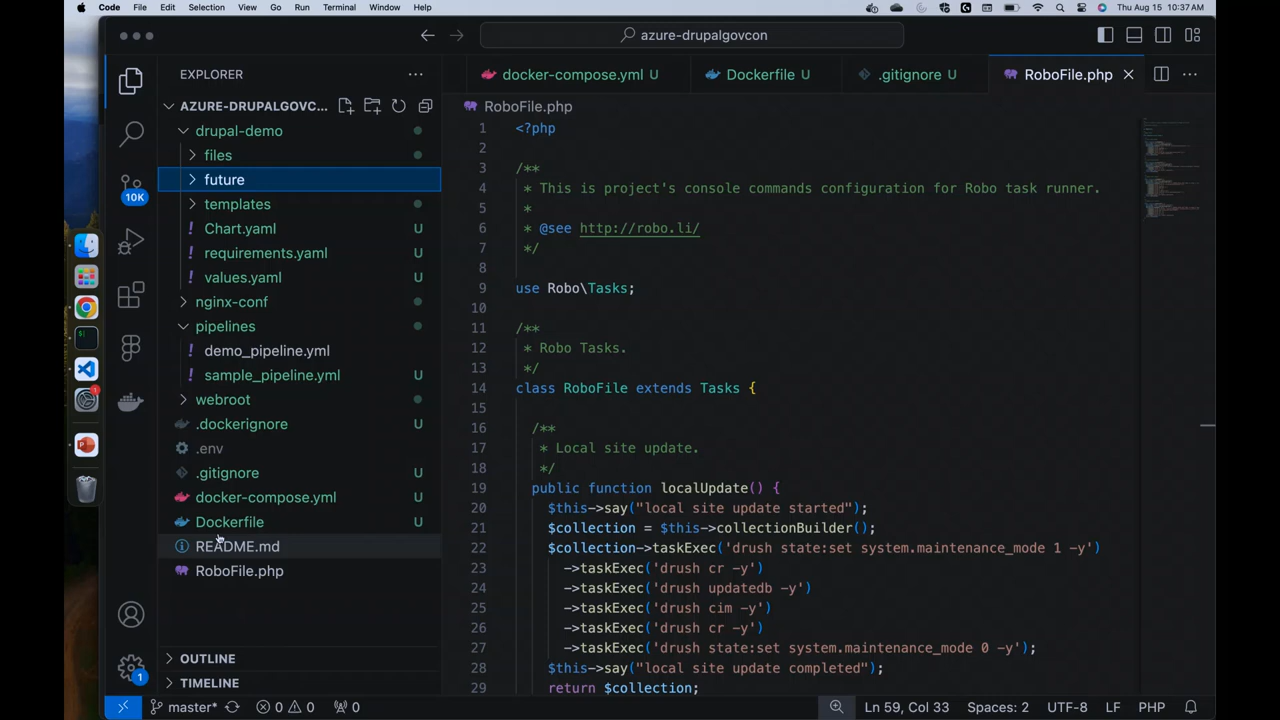 Code File Edit Selection View Go Run Terminal Window Help Thu Aug 15 10:37 AM
azure-drupalgovcon
EXPLORER
docker-compose.yml U
Dockerfile U
.gitignore U
RoboFile.php
AZURE-DRUPALGOVC...
RoboFile.php
drupal-demo
files
future
templates
Chart.yaml U
requirements.yaml U
values.yaml U
nginx-conf
pipelines
demo_pipeline.yml
sample_pipeline.yml U
webroot
.dockerignore
.env
.gitignore U
docker-compose.yml U
Dockerfile U
README.md
RoboFile.php
OUTLINE
TIMELINE
10K
1
1
1 <?php
2
3 /**
4 * This is project's console commands configuration for Robo task runner.
5 *
6 * @see http://robo.li/
7 */
8
9 use Robo\Tasks;
10
11 /**
12 * Robo Tasks.
13 */
14 class RoboFile extends Tasks {
15
16 /**
17 * Local site update.
18 */
19 public function localUpdate() {
20 $this->say("local site update started");
21 $collection = $this->collectionBuilder();
22 $collection->taskExec('drush state:set system.maintenance_mode 1 -y')
23 ->taskExec('drush cr -y')
24 ->taskExec('drush updatedb -y')
25 ->taskExec('drush cim -y')
26 ->taskExec('drush cr -y')
27 ->taskExec('drush state:set system.maintenance_mode 0 -y');
28 $this->say("local site update completed");
29 return $collection;
master* 0 0 0 Ln 59, Col 33 Spaces: 2 UTF-8 LF PHP